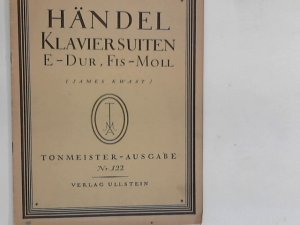 HÄNDEL
KLAVIERSUITEN
E-DUR, FIS-MOLL
(JAMES KWAST)
TONMEISTER-AUSGABE
Nr. 122
VERLAG ULLSTEIN